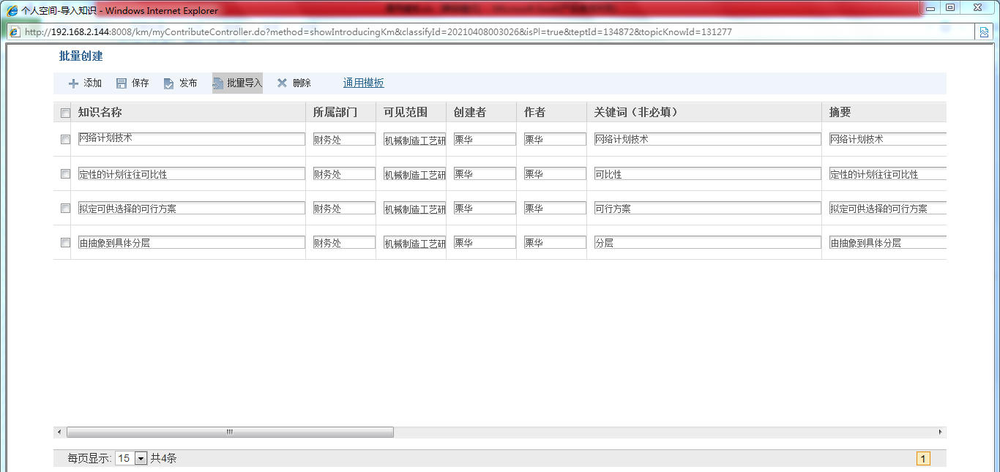 个人空间-导入知识 - Windows Internet Explorer
http://192.168.2.144:8008/km/myContributeController.do?method=showIntroducingKm&classifyId=20210408003026&isPl=true&teptId=134872&topicKnowId=131277
批量创建
添加 保存 发布 批量导入 删除 通用模板
知识名称 所属部门 可见范围 创建者 作者 关键词（非必填） 摘要
网络计划技术 财务处 机械制造工艺研 栗华 栗华 网络计划技术 网络计划技术
定性的计划往往可比性 财务处 机械制造工艺研 栗华 栗华 可比性 定性的计划往往可比性
拟定可供选择的可行方案 财务处 机械制造工艺研 栗华 栗华 可行方案 拟定可供选择的可行方案
由抽象到具体分层 财务处 机械制造工艺研 栗华 栗华 分层 由抽象到具体分层
每页显示: 15 共4条 1